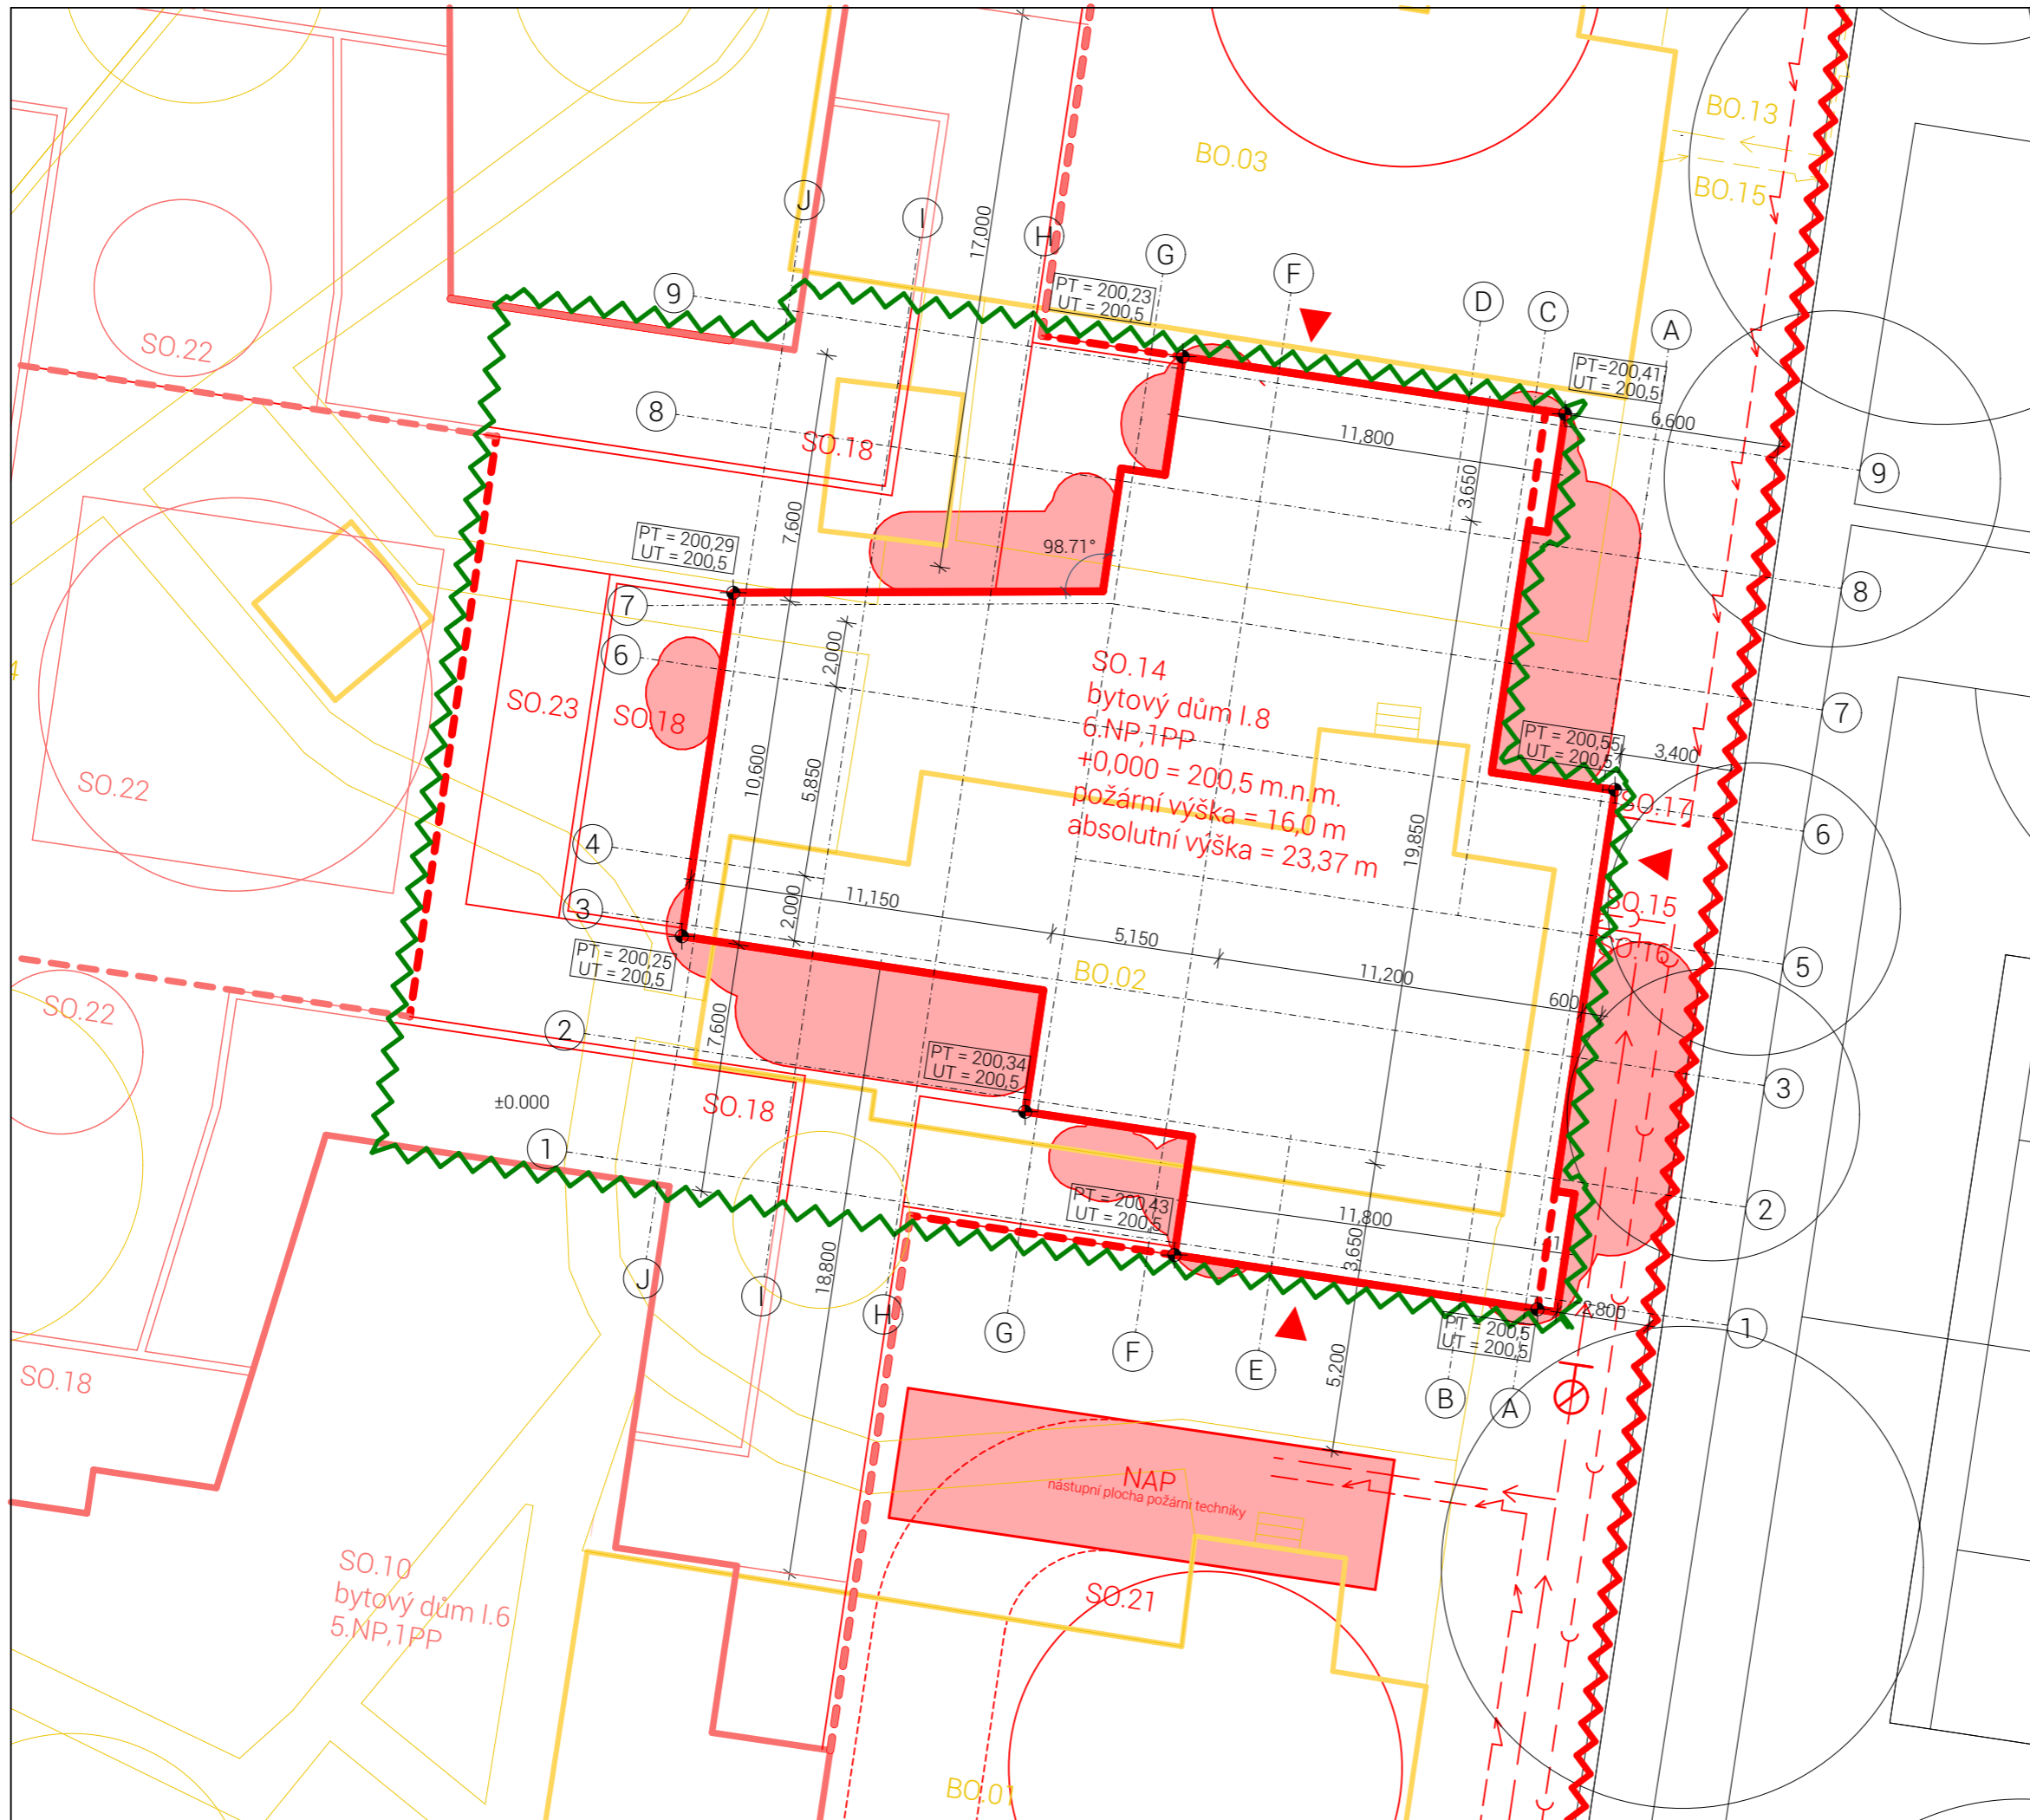 BO.13
BO.03
BO.15
J
I
17,000
H
G
F
PT = 200,23
UT = 200,5
9
D
C
A
SO.22
PT=200,41
UT = 200,5
8
6,600
11,800
SO.18
9
3,650
7,600
PT = 200,29
UT = 200,5
98.71°
8
7
6
2,000
SO.14
bytový dům I.8
6.NP,1PP
+0,000 = 200,5 m.n.m.
požární výška = 16,0 m
absolutní výška = 23,37 m
SO.23
SO.18
7
PT = 200,55
UT = 200,5
3,400
10,600
5,850
SO.22
SO.17
19,850
6
4
3
11,150
2,000
SO.15
5,150
SO.16
PT = 200,25
UT = 200,5
BO.02
11,200
5
600
SO.22
2
7,600
PT = 200,34
UT = 200,5
3
±0.000
SO.18
1
PT = 200,43
UT = 200,5
11,800
2
3,650
18,800
J
I
H
G
F
E
2,800
PT = 200,5
UT = 200,5
1
5,200
SO.18
B
A
NAP
nástupní plocha požární techniky
SO.10
bytový dům I.6
5.NP,1PP
SO.21
BO.01